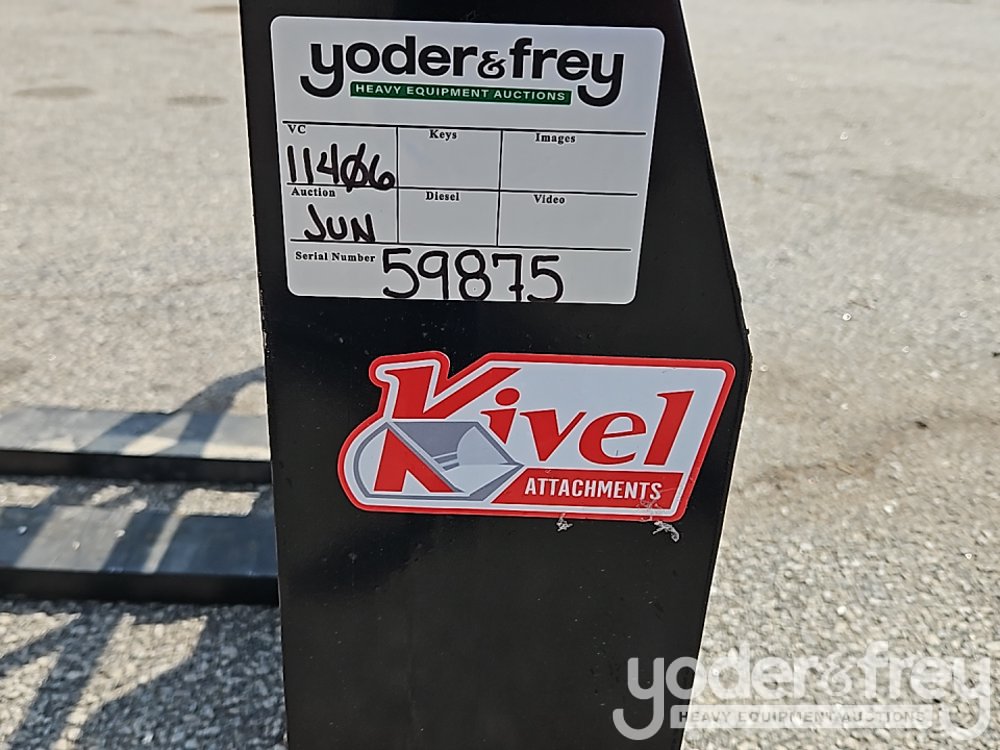 yoder&frey
HEAVY EQUIPMENT AUCTIONS
VC Keys Images
11406
Auction Diesel Video
JUN
Serial Number 59875
Kivel
ATTACHMENTS
yoder&frey
HEAVY EQUIPMENT AUCTIONS